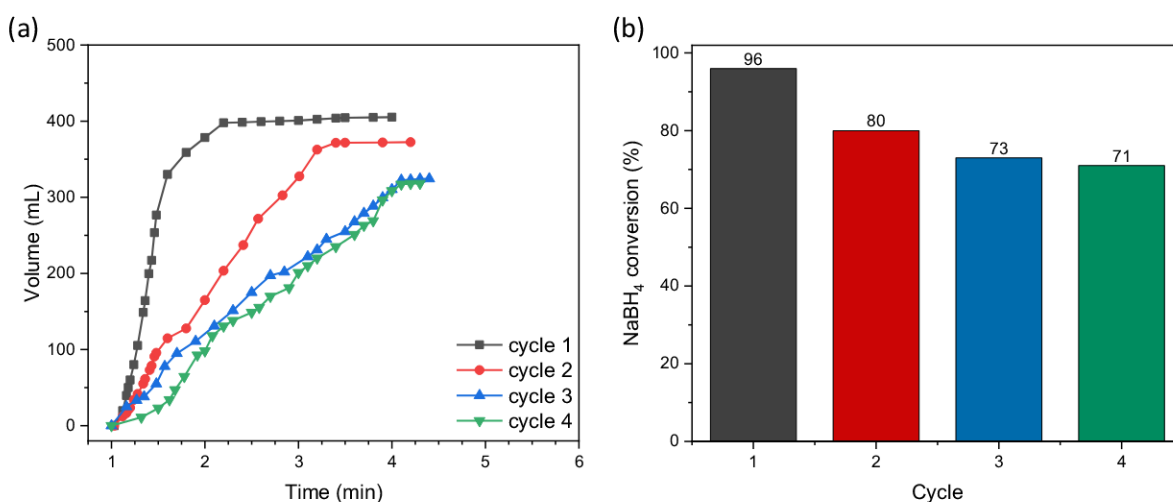 (a)
500
400
300
200
100
0
Volume (mL)
1
2
3
4
5
6
Time (min)
cycle 1
cycle 2
cycle 3
cycle 4
(b)
100
80
60
40
20
0
NaBH₄ conversion (%)
96
80
73
71
1
2
3
4
Cycle